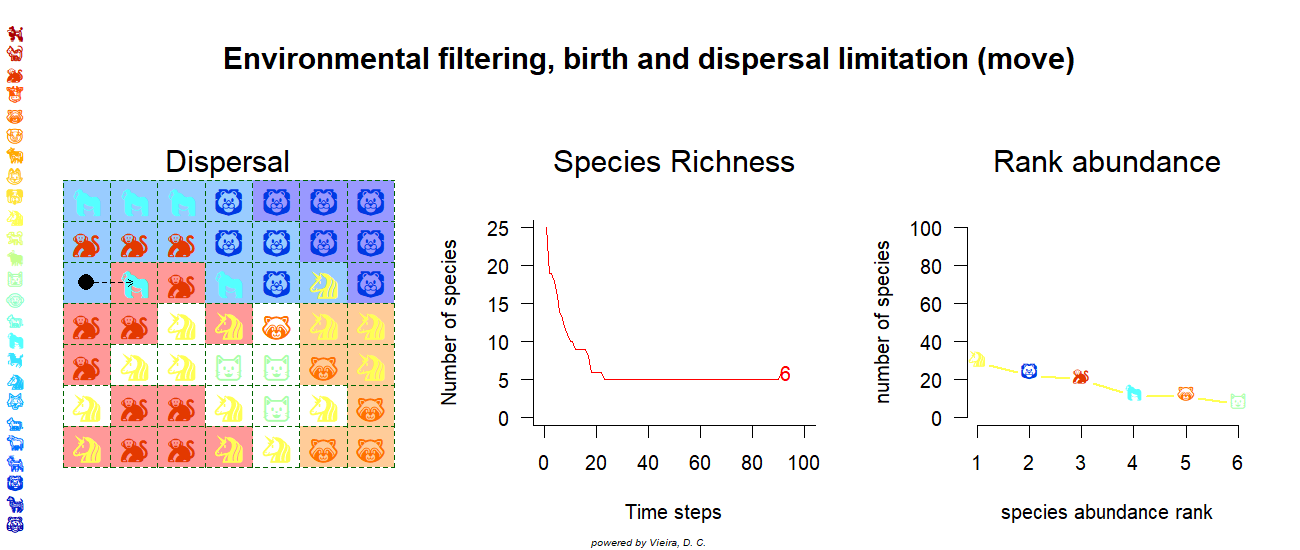 Environmental filtering, birth and dispersal limitation (move)
Dispersal
Species Richness
Number of species
25
20
15
10
5
0
6
0 20 40 60 80 100
Time steps
Rank abundance
number of species
100
80
60
40
20
0
1 2 3 4 5 6
species abundance rank
powered by Vieira, D. C.